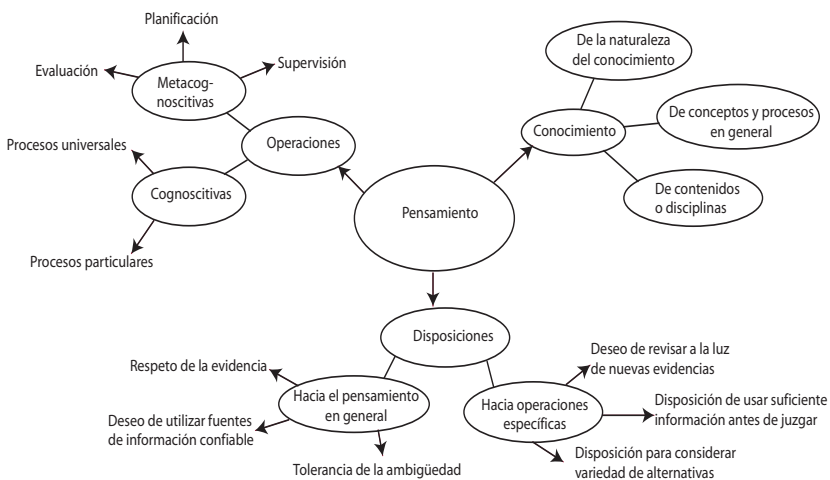 Planificación
Evaluación
Supervisión
Metacog-
noscitivas
Procesos universales
Operaciones
Cognoscitivas
Procesos particulares
De la naturaleza
del conocimiento
Conocimiento
De conceptos y procesos
en general
De contenidos
o disciplinas
Pensamiento
Disposiciones
Respeto de la evidencia
Hacia el pensamiento
en general
Deseo de utilizar fuentes
de información confiable
Tolerancia de la ambigüedad
Deseo de revisar a la luz
de nuevas evidencias
Hacia operaciones
específicas
Disposición de usar suficiente
información antes de juzgar
Disposición para considerar
variedad de alternativas